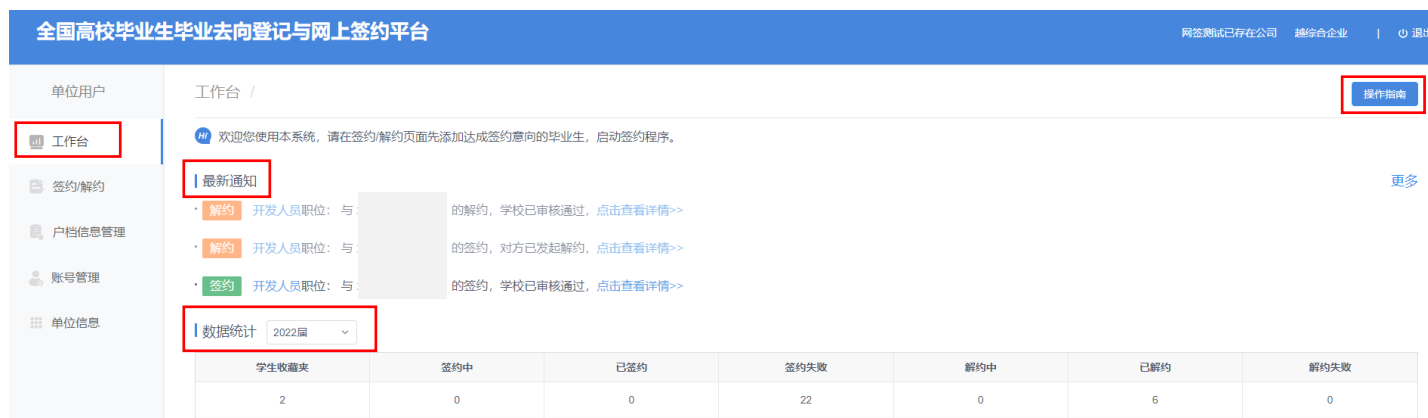 全国高校毕业生毕业去向登记与网上签约平台
网签测试已存在公司 越综合企业 | 退出
单位用户
工作台 /
操作指南
工作台
HI 欢迎您使用本系统，请在签约/解约页面先添加达成签约意向的毕业生，启动签约程序。
签约/解约
最新通知
更多
· 解约 开发人员职位： 与 的解约，学校已审核通过，点击查看详情>>
户档信息管理
· 解约 开发人员职位： 与 的签约，对方已发起解约，点击查看详情>>
账号管理
· 签约 开发人员职位： 与 的签约，学校已审核通过，点击查看详情>>
单位信息
数据统计 2022届
学生收藏夹 签约中 已签约 签约失败 解约中 已解约 解约失败
2 0 0 22 0 6 0